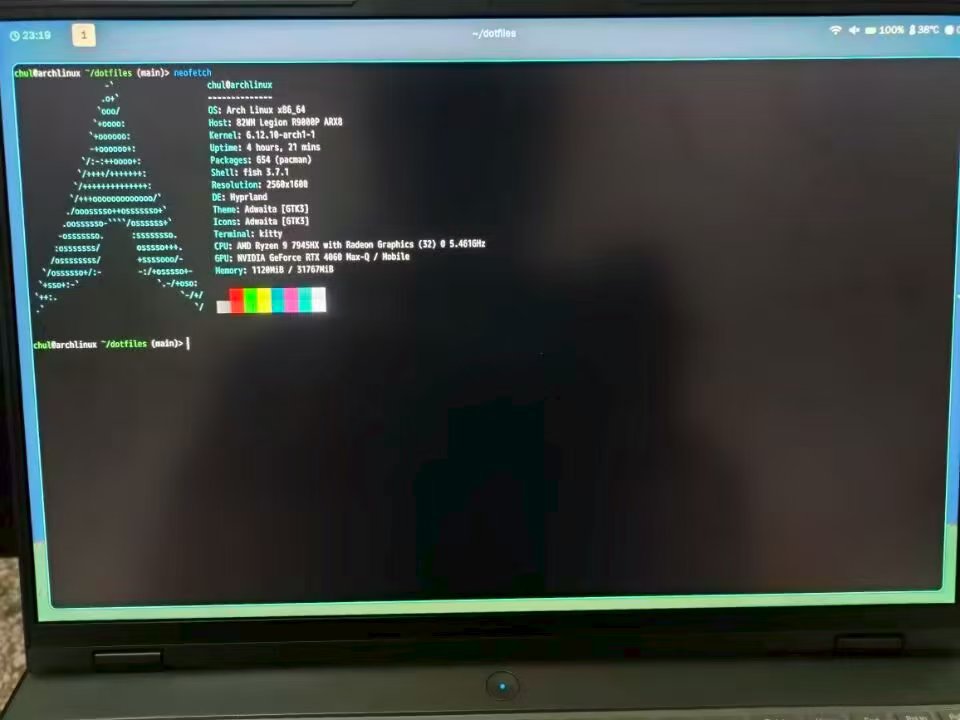 23:19
1
~/dotfiles
100% 36°C
chul@archlinux ~/dotfiles (main)> neofetch
chul@archlinux
--------------
OS: Arch Linux x86_64
Host: 82WM Legion R9000P ARX8
Kernel: 6.12.10-arch1-1
Uptime: 4 hours, 21 mins
Packages: 654 (pacman)
Shell: fish 3.7.1
Resolution: 2560x1600
DE: Hyprland
Theme: Adwaita [GTK3]
Icons: Adwaita [GTK3]
Terminal: kitty
CPU: AMD Ryzen 9 7945HX with Radeon Graphics (32) @ 5.461GHz
GPU: NVIDIA GeForce RTX 4060 Max-Q / Mobile
Memory: 1120MiB / 31767MiB
chul@archlinux ~/dotfiles (main)>